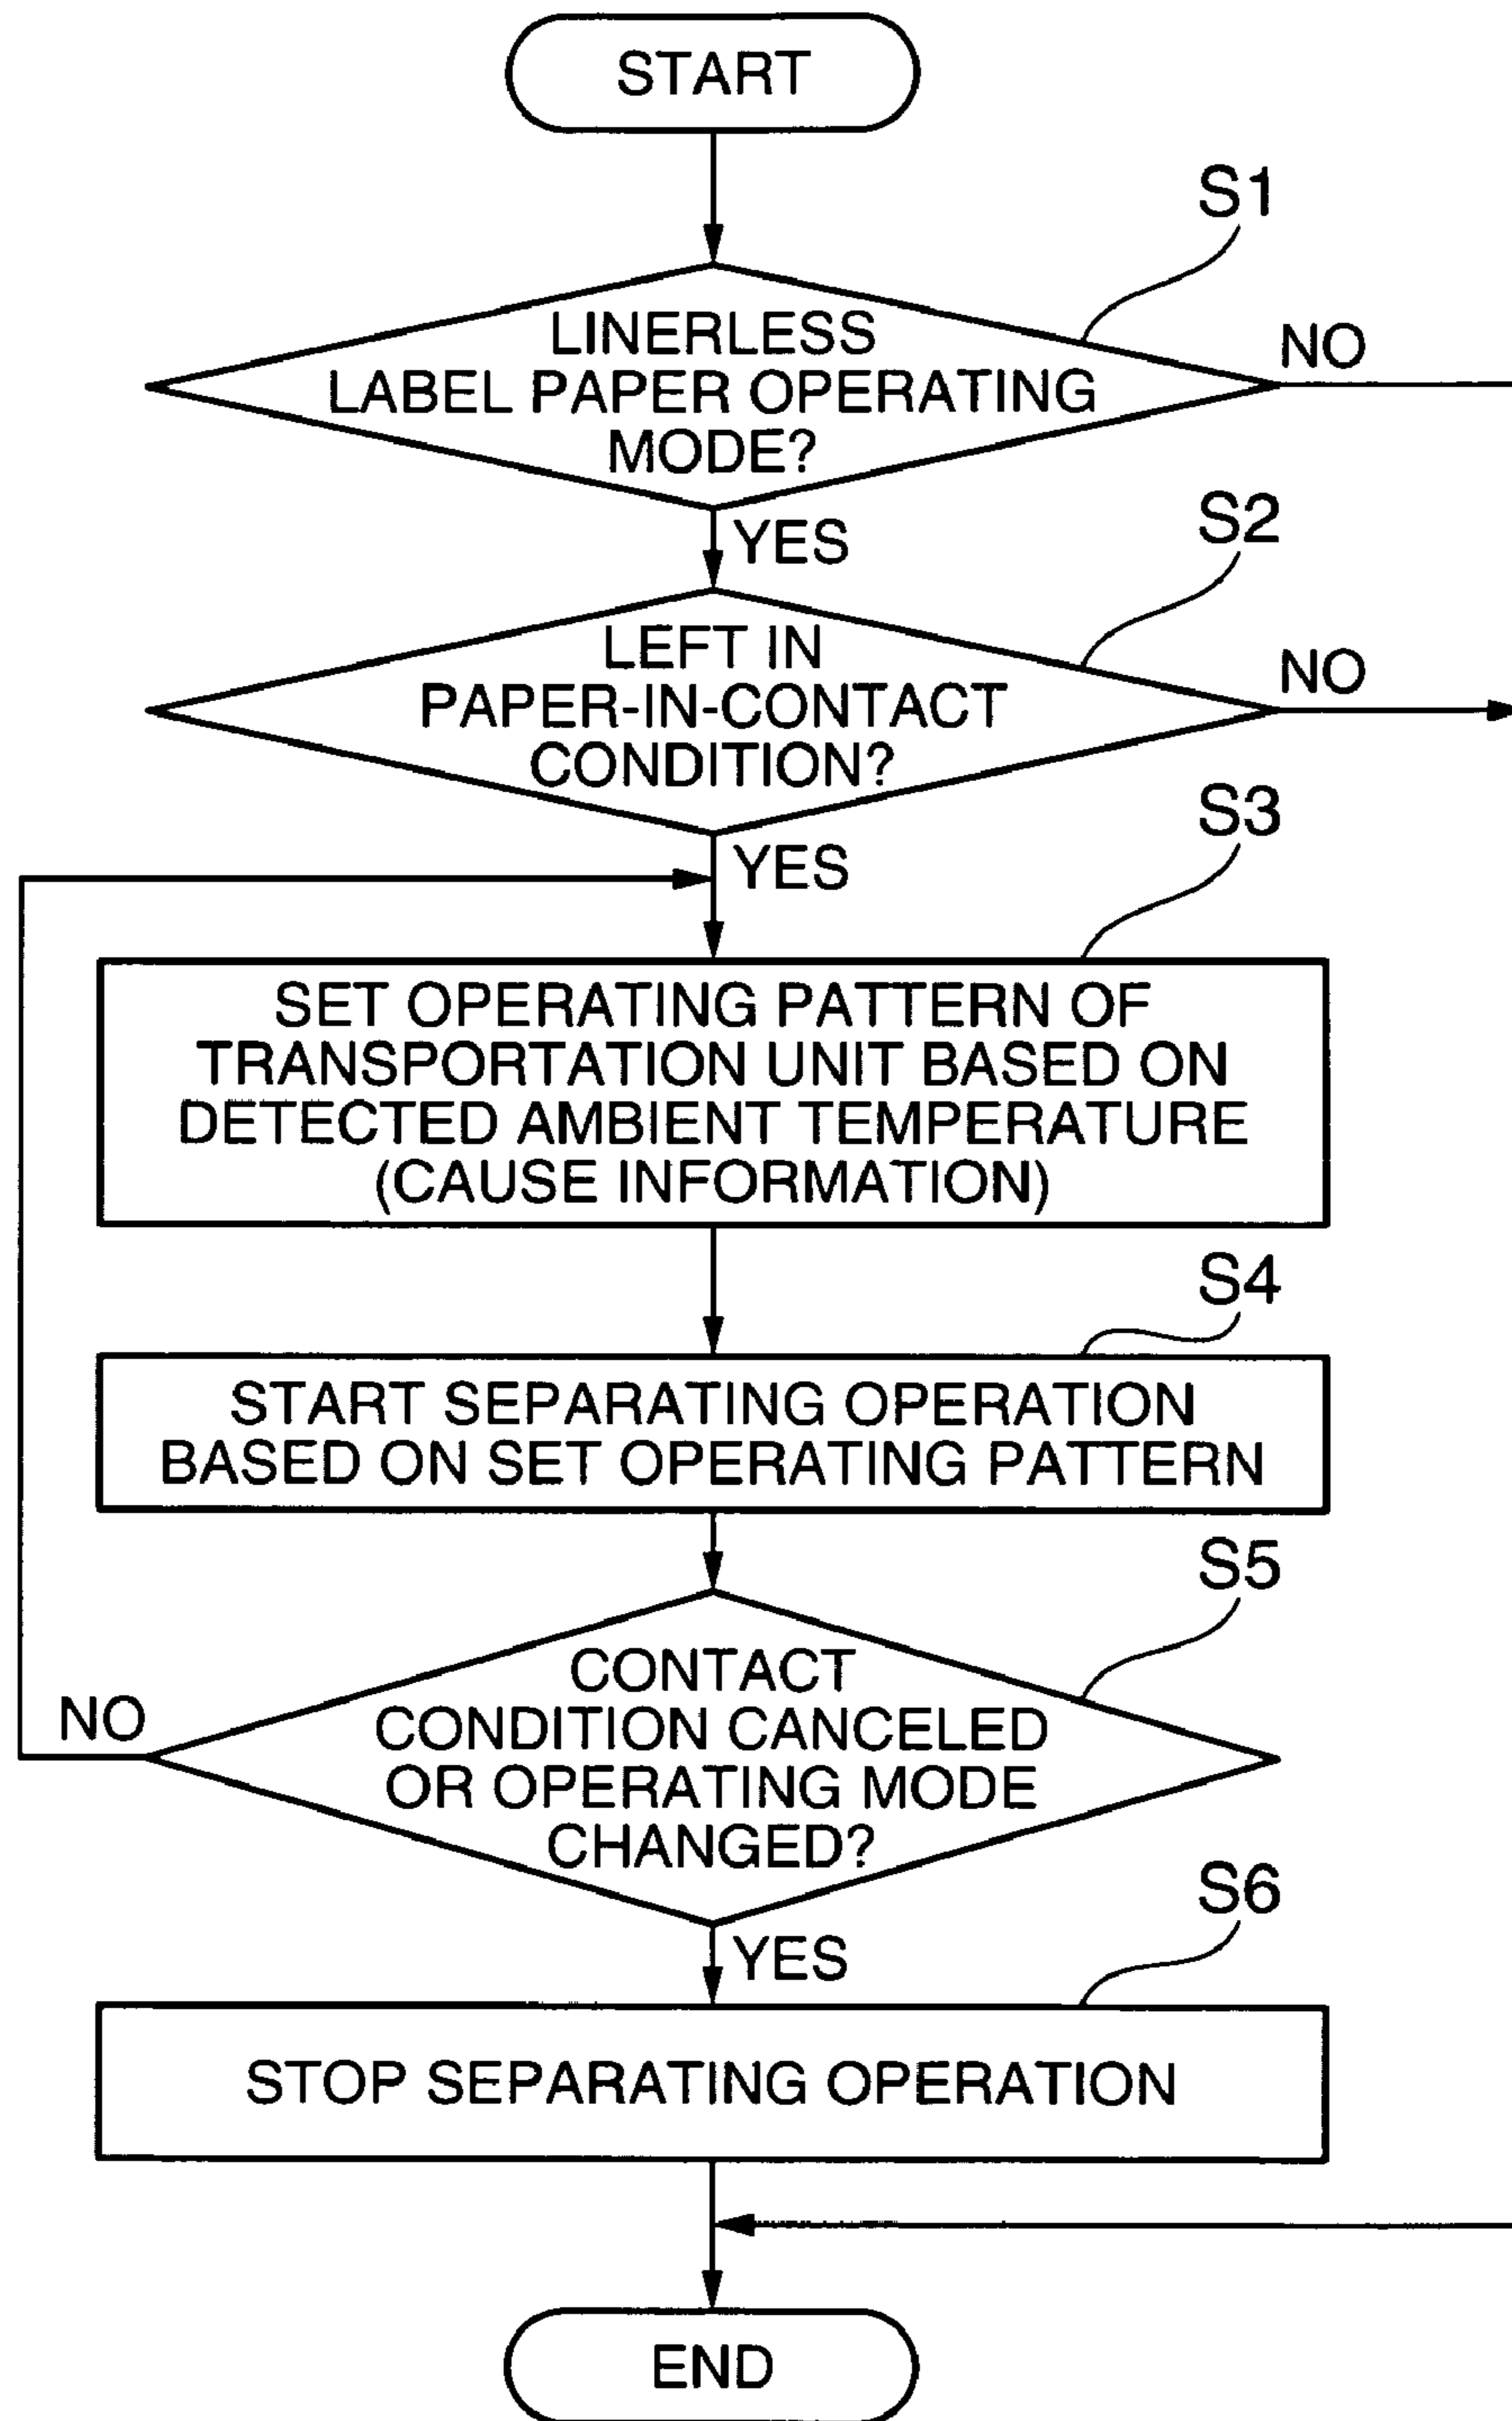 START
S1
LINERLESS
LABEL PAPER OPERATING
MODE?
NO
YES
S2
LEFT IN
PAPER-IN-CONTACT
CONDITION?
NO
YES
S3
SET OPERATING PATTERN OF
TRANSPORTATION UNIT BASED ON
DETECTED AMBIENT TEMPERATURE
(CAUSE INFORMATION)
S4
START SEPARATING OPERATION
BASED ON SET OPERATING PATTERN
S5
CONTACT
CONDITION CANCELED
OR OPERATING MODE
CHANGED?
NO
YES
S6
STOP SEPARATING OPERATION
END